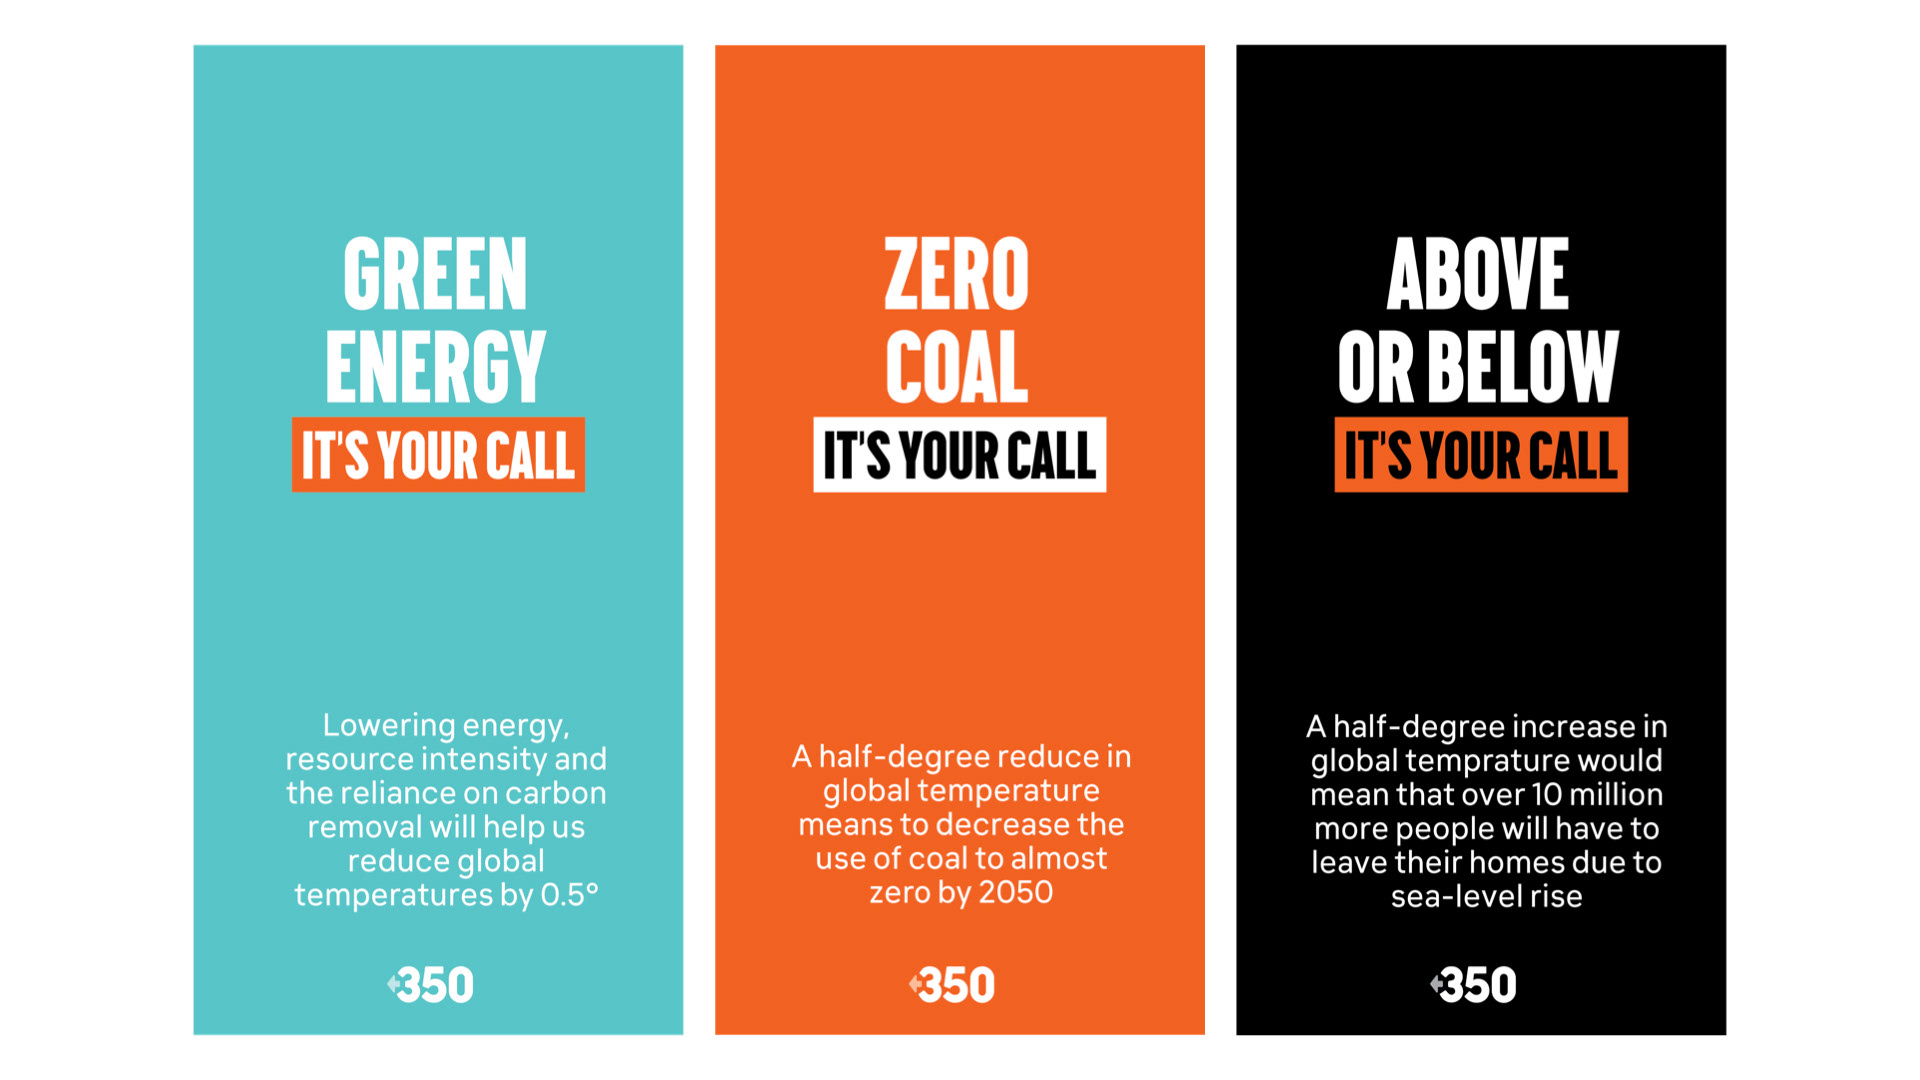 GREEN
ENERGY
IT'S YOUR CALL
Lowering energy,
resource intensity and
the reliance on carbon
removal will help us
reduce global
temperatures by 0.5°
350
ZERO
COAL
IT'S YOUR CALL
A half-degree reduce in
global temperature
means to decrease the
use of coal to almost
zero by 2050
350
ABOVE
OR BELOW
IT'S YOUR CALL
A half-degree increase in
global temprature would
mean that over 10 million
more people will have to
leave their homes due to
sea-level rise
350